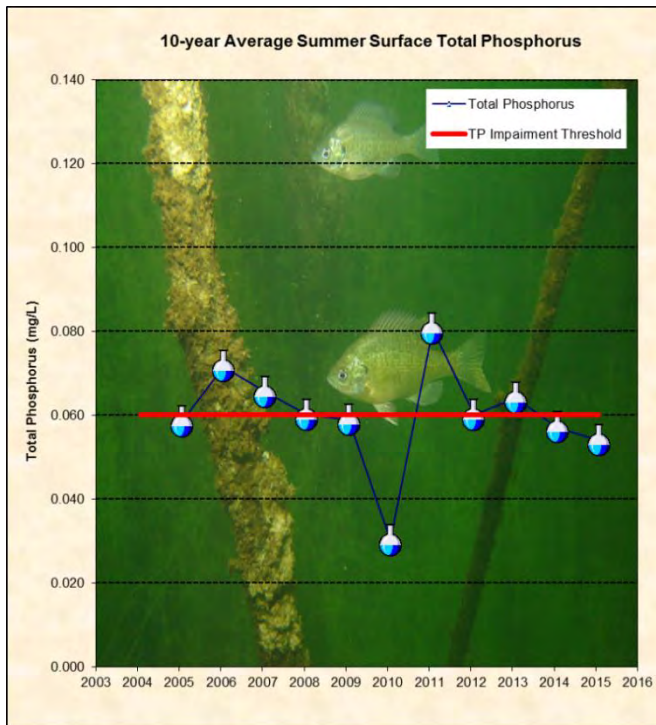 10-year Average Summer Surface Total Phosphorus
0.140
Total Phosphorus
TP Impairment Threshold
0.120
0.100
0.080
0.060
0.040
0.020
0.000
Total Phosphorus (mg/L)
2003 2004 2005 2006 2007 2008 2009 2010 2011 2012 2013 2014 2015 2016